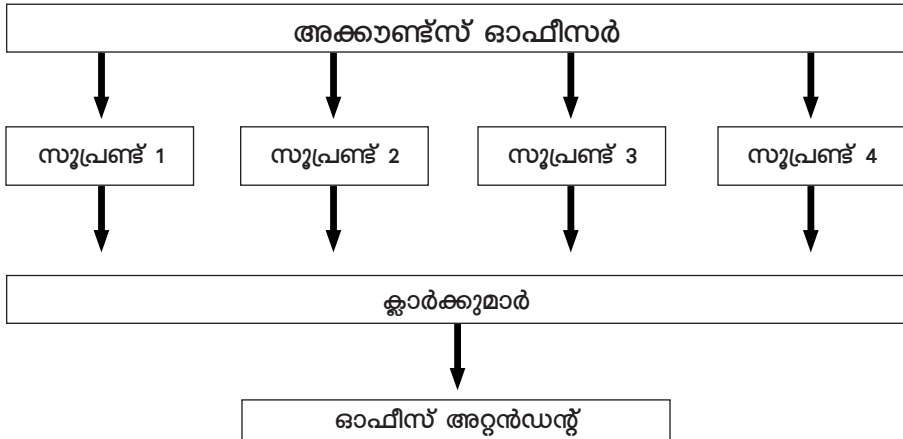 അക്കൗണ്ട്സ് ഓഫീസർ
സൂപ്രണ്ട് 1 സൂപ്രണ്ട് 2 സൂപ്രണ്ട് 3 സൂപ്രണ്ട് 4
ക്ലാർക്കുമാർ
ഓഫീസ് അറ്റൻഡന്റ്